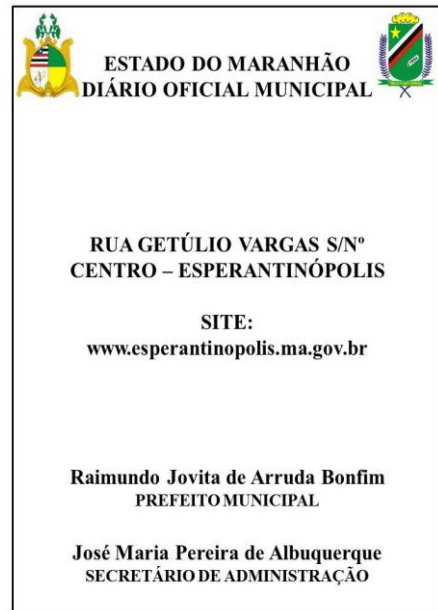 ESTADO DO MARANHÃO
DIÁRIO OFICIAL MUNICIPAL
RUA GETÚLIO VARGAS S/Nº
CENTRO – ESPERANTINÓPOLIS
SITE:
www.esperantinopolis.ma.gov.br
Raimundo Jovita de Arruda Bonfim
PREFEITO MUNICIPAL
José Maria Pereira de Albuquerque
SECRETÁRIO DE ADMINISTRAÇÃO